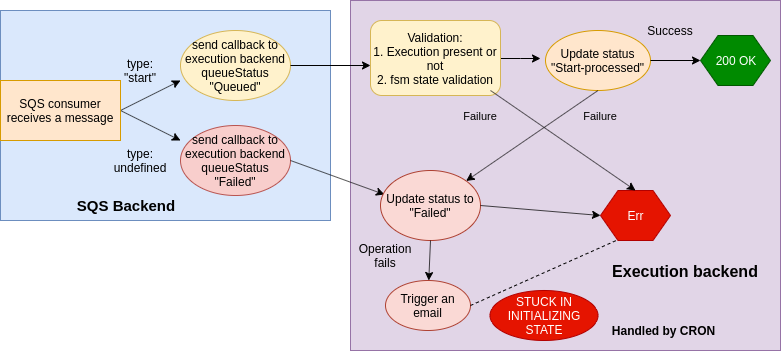 SQS consumer
receives a message
type:
"start"
type:
undefined
send callback to
execution backend
queueStatus
"Queued"
send callback to
execution backend
queueStatus
"Failed"
SQS Backend
Validation:
1. Execution present or
not
2. fsm state validation
Update status
"Start-processed"
Success
200 OK
Failure
Failure
Update status to
"Failed"
Err
Operation
fails
Trigger an
email
STUCK IN
INITIALIZING
STATE
Execution backend
Handled by CRON